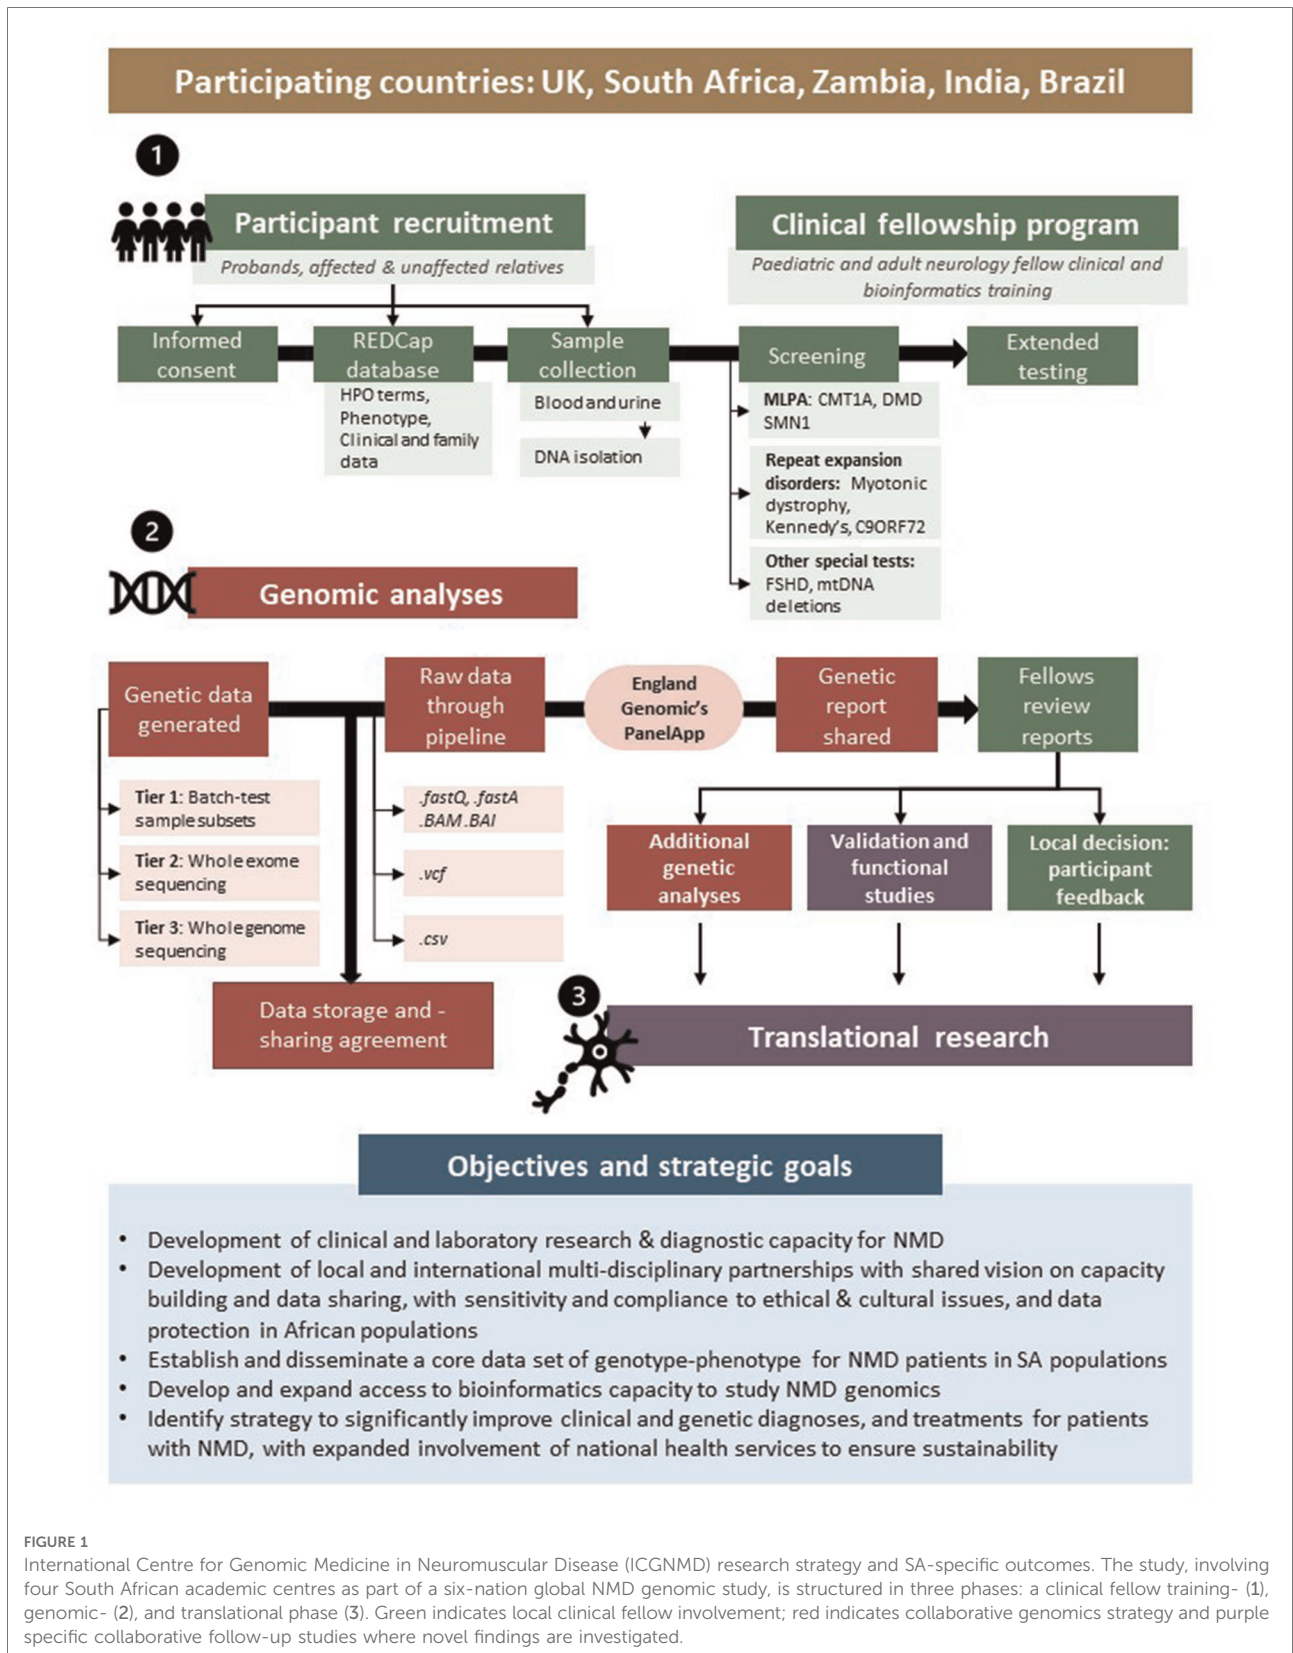 Participating countries: UK, South Africa, Zambia, India, Brazil
1
Participant recruitment
Probands, affected & unaffected relatives
Clinical fellowship program
Paediatric and adult neurology fellow clinical and
bioinformatics training
Informed
consent
REDCap
database
HPO terms,
Phenotype,
Clinical and family
data
Sample
collection
Blood and urine
DNA isolation
Screening
Extended
testing
MLPA: CMT1A, DMD
SMN1
Repeat expansion
disorders: Myotonic
dystrophy,
Kennedy's, C9ORF72
Other special tests:
FSHD, mtDNA
deletions
2
Genomic analyses
Genetic data
generated
Raw data
through
pipeline
England
Genomic's
PanelApp
Genetic
report
shared
Fellows
review
reports
Tier 1: Batch-test
sample subsets
Tier 2: Whole exome
sequencing
Tier 3: Whole genome
sequencing
.fastQ, .fastA
.BAM .BAI
.vcf
.csv
Additional
genetic
analyses
Validation and
functional
studies
Local decision:
participant
feedback
Data storage and -
sharing agreement
3
Translational research
Objectives and strategic goals
• Development of clinical and laboratory research & diagnostic capacity for NMD
• Development of local and international multi-disciplinary partnerships with shared vision on capacity
building and data sharing, with sensitivity and compliance to ethical & cultural issues, and data
protection in African populations
• Establish and disseminate a core data set of genotype-phenotype for NMD patients in SA populations
• Develop and expand access to bioinformatics capacity to study NMD genomics
• Identify strategy to significantly improve clinical and genetic diagnoses, and treatments for patients
with NMD, with expanded involvement of national health services to ensure sustainability
FIGURE 1
International Centre for Genomic Medicine in Neuromuscular Disease (ICGNMD) research strategy and SA-specific outcomes. The study, involving
four South African academic centres as part of a six-nation global NMD genomic study, is structured in three phases: a clinical fellow training- (1),
genomic- (2), and translational phase (3). Green indicates local clinical fellow involvement; red indicates collaborative genomics strategy and purple
specific collaborative follow-up studies where novel findings are investigated.